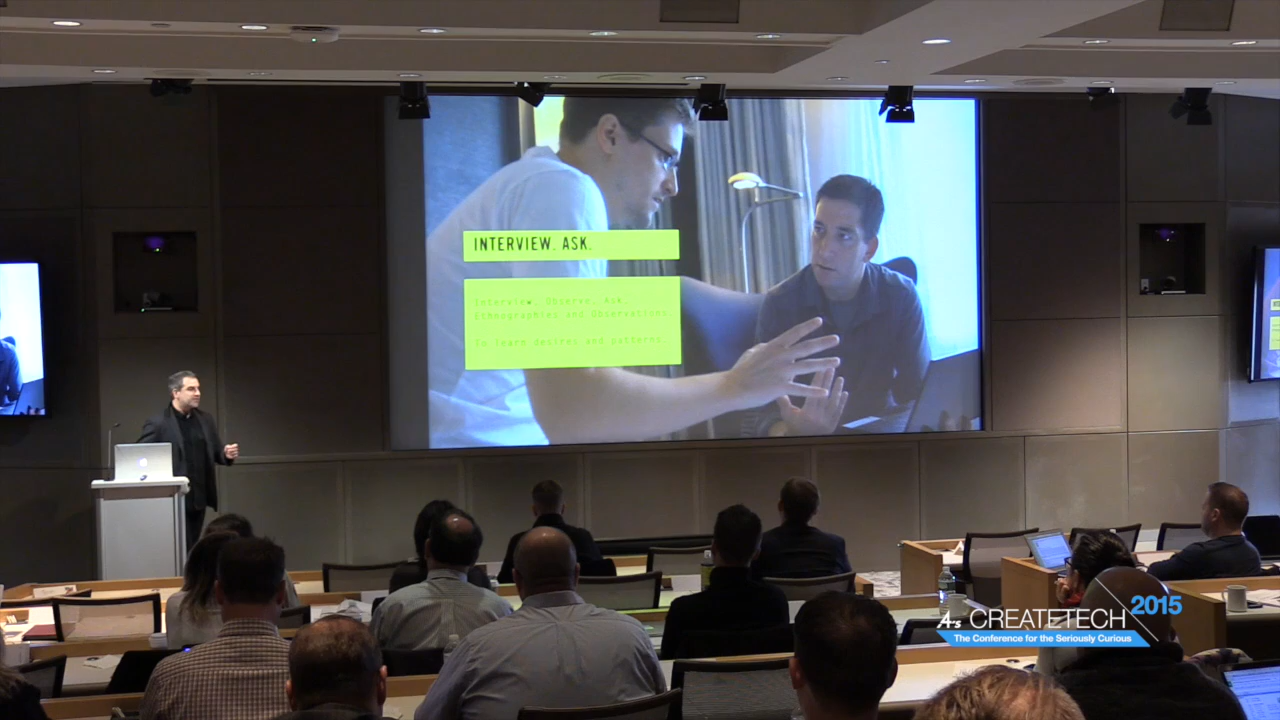 INTERVIEW. ASK.
Interview. Observe. Ask.
Ethnographies and Observations.
To learn desires and patterns.
4A's CREATETECH 2015
The Conference for the Seriously Curious